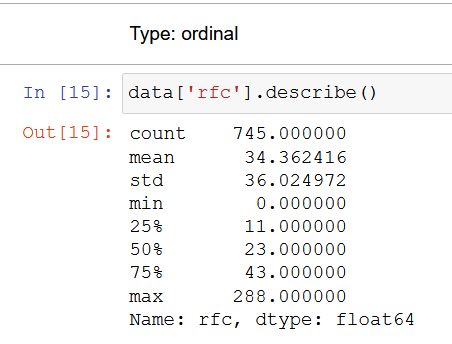 Type: ordinal
In [15]: data['rfc'].describe()
Out[15]: count 745.000000
mean 34.362416
std 36.024972
min 0.000000
25% 11.000000
50% 23.000000
75% 43.000000
max 288.000000
Name: rfc, dtype: float64